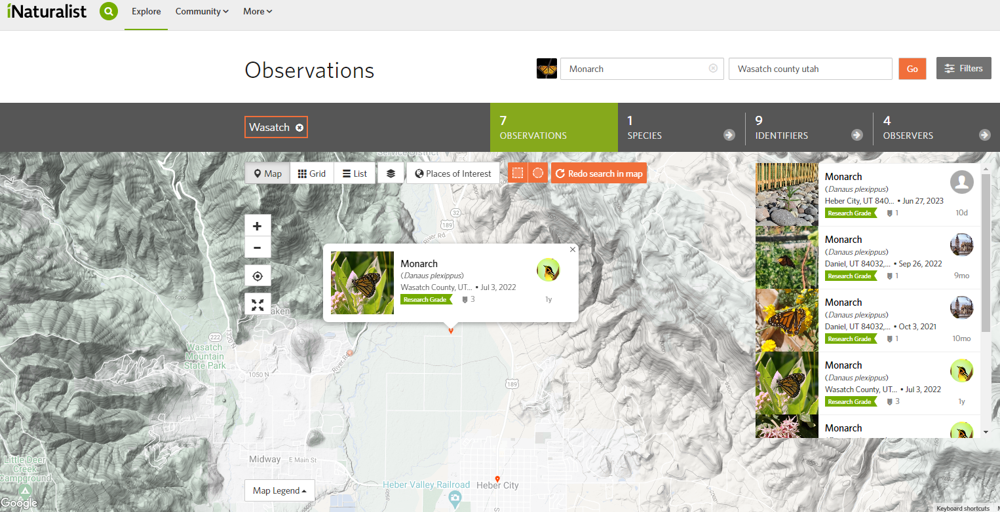 iNaturalist
Explore
Community
More
Observations
Monarch
Wasatch county utah
Go
Filters
Wasatch
7
OBSERVATIONS
1
SPECIES
9
IDENTIFIERS
4
OBSERVERS
Service District
Map
Grid
List
Places of Interest
Redo search in map
32
189
River Rd
+
−
Monarch
(Danaus plexippus)
Wasatch County, UT... • Jul 3, 2022
Research Grade
3
1y
aken
222
1320 N
Wasatch
Mountain
State Park
River Rd
1050 N
189
Midway
E Main St
Little Deer
Creek
Campground
Heber Valley Railroad
Heber City
Map Legend
Google
Keyboard shortcuts
Monarch
(Danaus plexippus)
Heber City, UT 840... • Jun 27, 2023
Research Grade
1
10d
Monarch
(Danaus plexippus)
Daniel, UT 84032,... • Sep 26, 2022
Research Grade
1
9mo
Monarch
(Danaus plexippus)
Daniel, UT 84032,... • Oct 3, 2021
Research Grade
1
10mo
Monarch
(Danaus plexippus)
Wasatch County, UT... • Jul 3, 2022
Research Grade
3
1y
Monarch